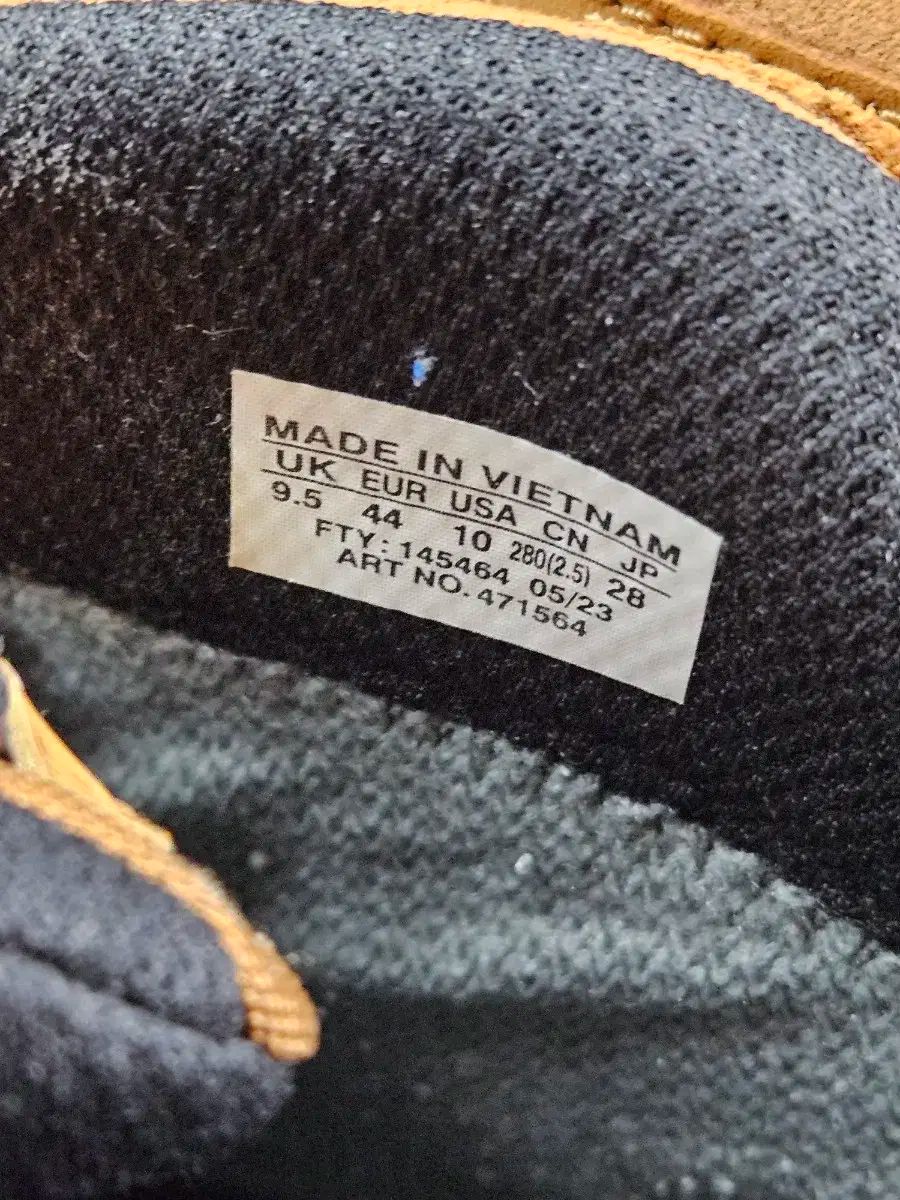 MADE IN VIETNAM
UK EUR USA CN JP
9.5 44 10 280(2.5) 28
FTY: 145464 05/23
ART NO. 471564